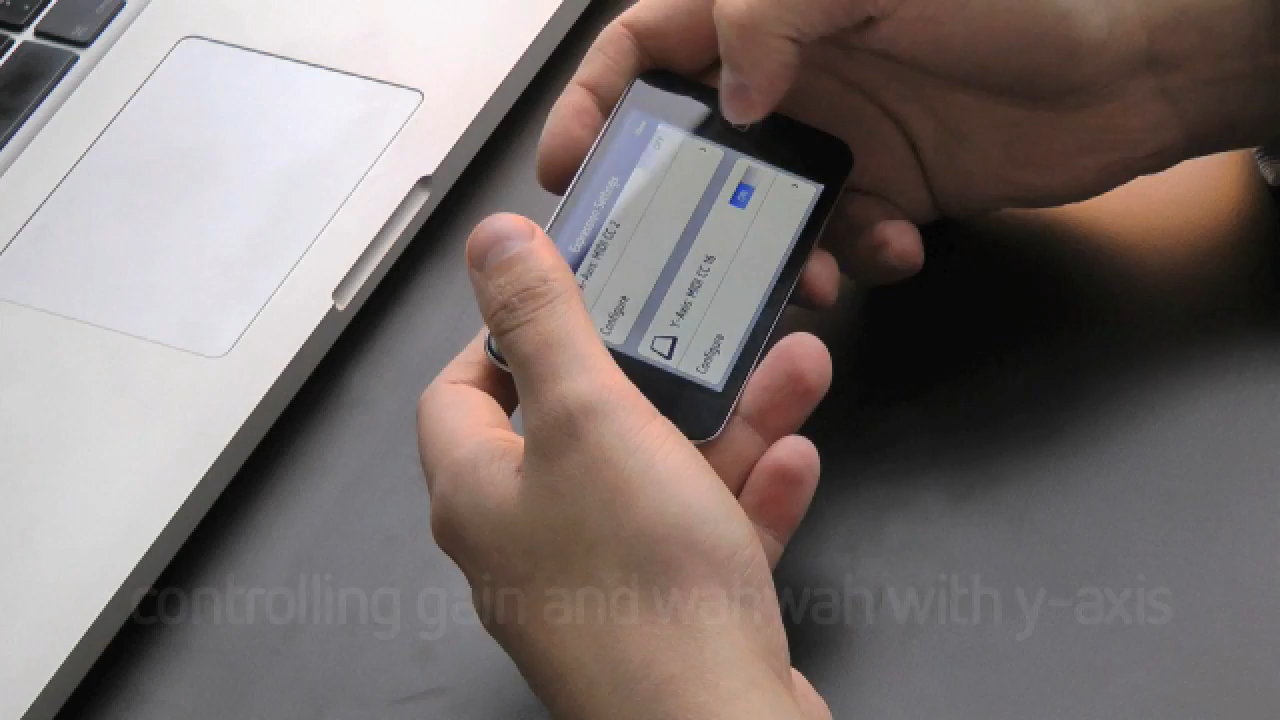 Expression Settings
X-Axis MIDI CC 2
Configure
Y-Axis MIDI CC 16
Configure
controlling gain and wah wah with y-axis